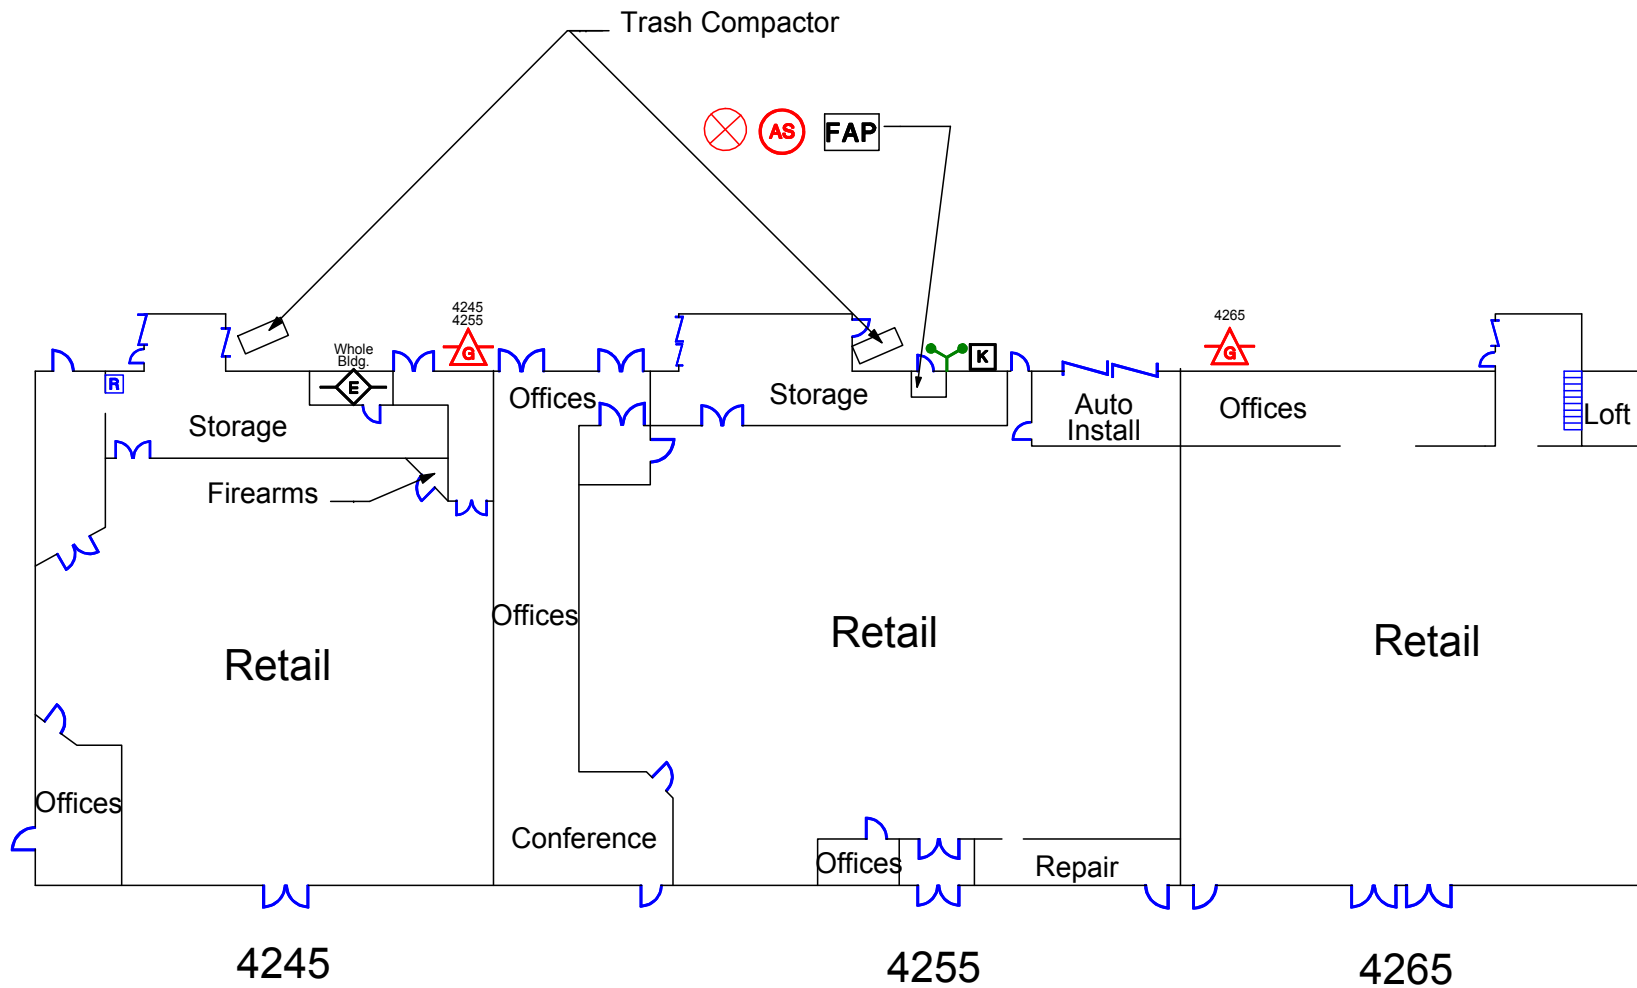 Trash Compactor
AS
FAP
4245
4255
G
4265
G
Whole
Bldg.
E
R
K
Storage
Offices
Storage
Auto
Install
Offices
Loft
Firearms
Offices
Retail
Retail
Retail
Offices
Conference
Offices
Repair
4245
4255
4265